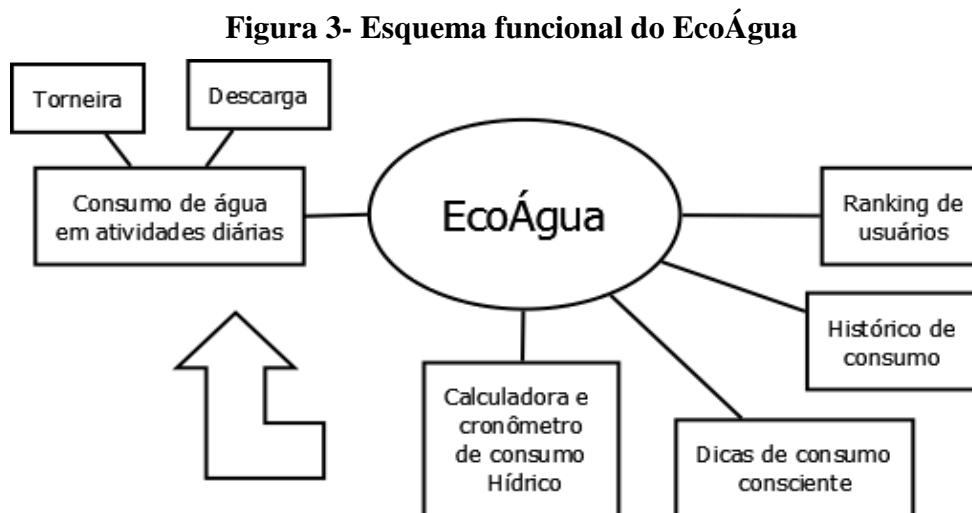 Figura 3- Esquema funcional do EcoÁgua
Torneira
Descarga
Consumo de água
em atividades diárias
EcoÁgua
Ranking de
usuários
Histórico de
consumo
Calculadora e
cronômetro
de consumo
Hídrico
Dicas de consumo
consciente